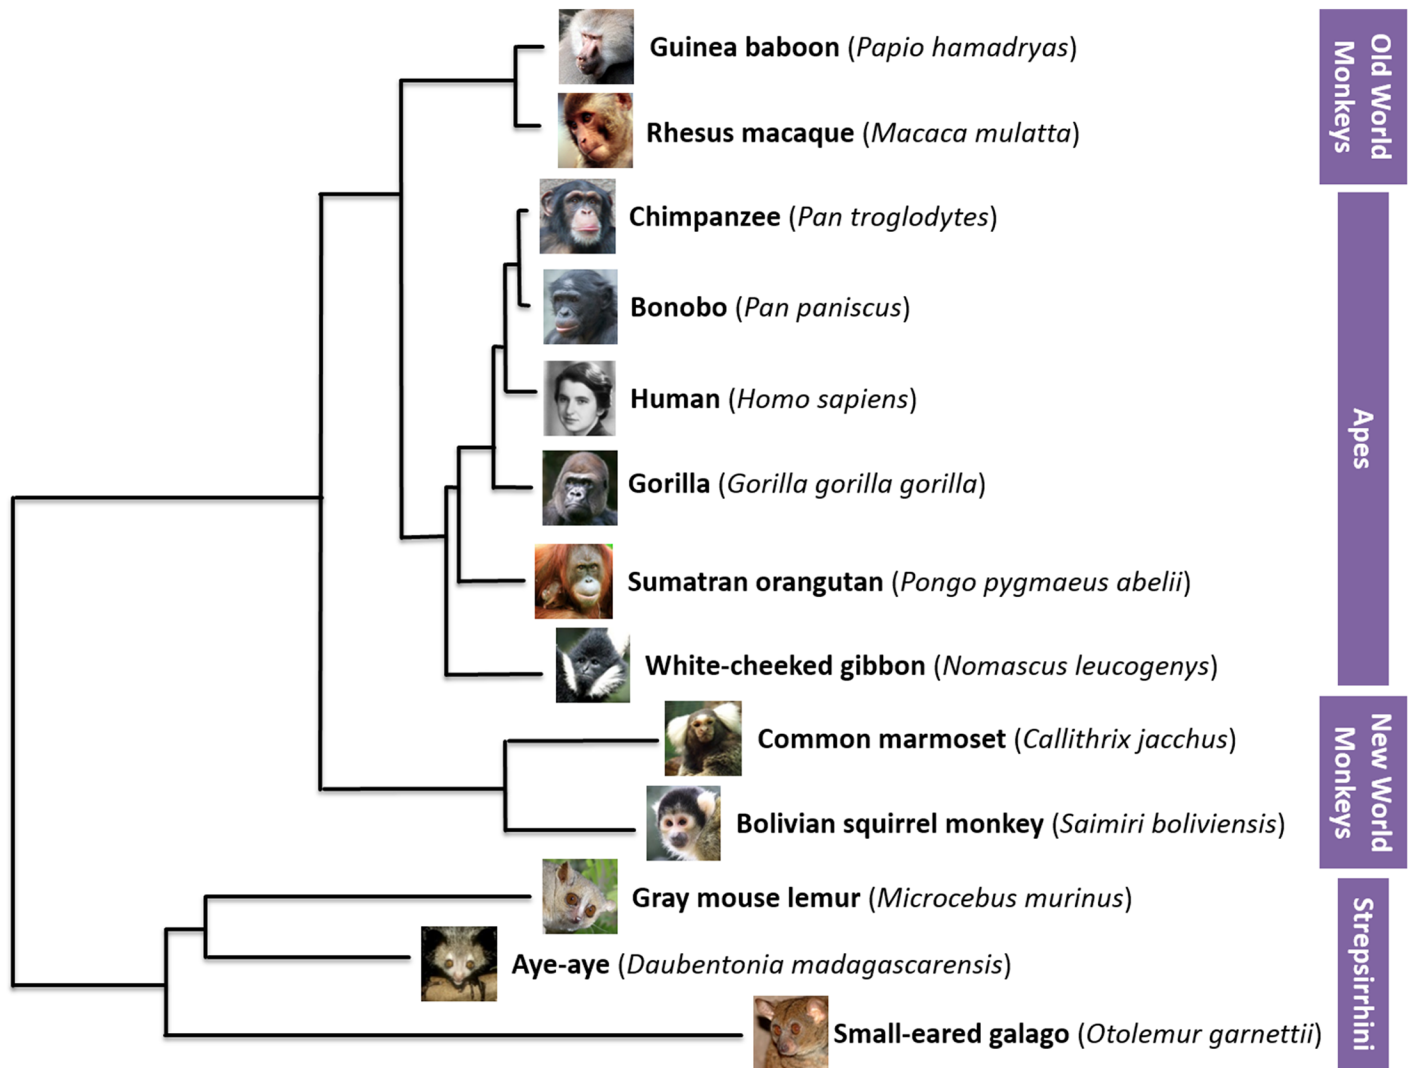 Guinea baboon (Papio hamadryas)
Rhesus macaque (Macaca mulatta)
Old World
Monkeys
Chimpanzee (Pan troglodytes)
Bonobo (Pan paniscus)
Human (Homo sapiens)
Gorilla (Gorilla gorilla gorilla)
Sumatran orangutan (Pongo pygmaeus abelii)
White-cheeked gibbon (Nomascus leucogenys)
Apes
Common marmoset (Callithrix jacchus)
Bolivian squirrel monkey (Saimiri boliviensis)
New World
Monkeys
Gray mouse lemur (Microcebus murinus)
Aye-aye (Daubentonia madagascarensis)
Small-eared galago (Otolemur garnettii)
Strepsirrhini